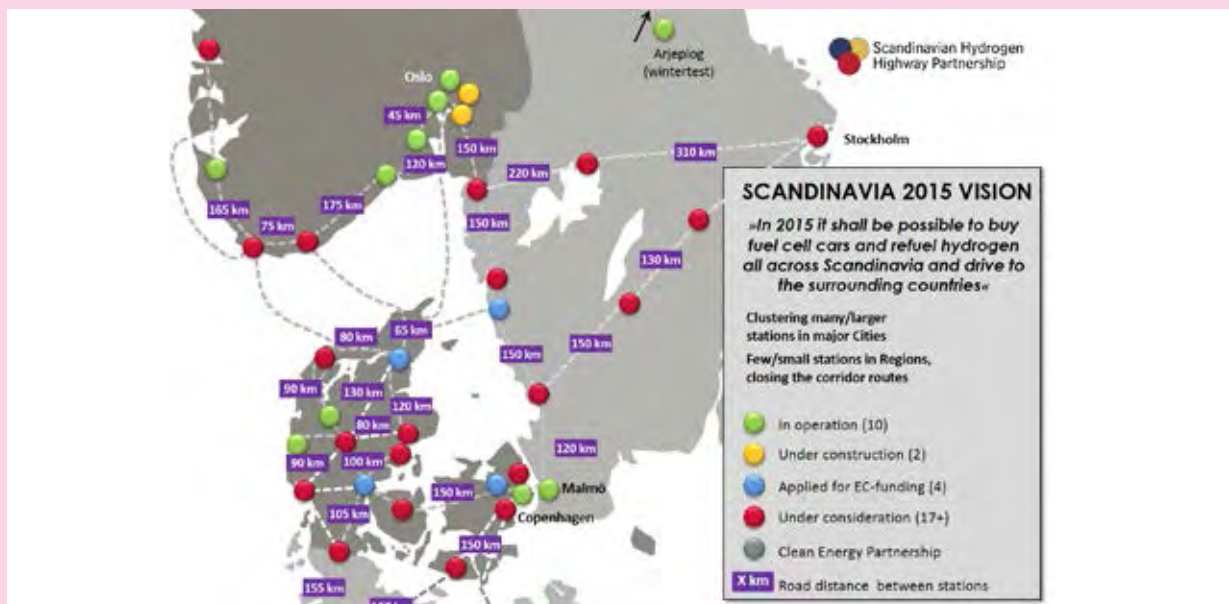 Arjeplog
(wintertest)
Scandinavian Hydrogen
Highway Partnership
Oslo
45 km
120 km
150 km
Stockholm
310 km
220 km
175 km
165 km
75 km
150 km
SCANDINAVIA 2015 VISION
»In 2015 it shall be possible to buy
fuel cell cars and refuel hydrogen
all across Scandinavia and drive to
the surrounding countries«
Clustering many/larger
stations in major Cities
Few/small stations in Regions,
closing the corridor routes
In operation (10)
Under construction (2)
Applied for EC-funding (4)
Under consideration (17+)
Clean Energy Partnership
X km Road distance between stations
130 km
65 km
80 km
150 km
150 km
90 km
130 km
120 km
80 km
120 km
90 km
100 km
150 km
Malmö
Copenhagen
105 km
150 km
155 km